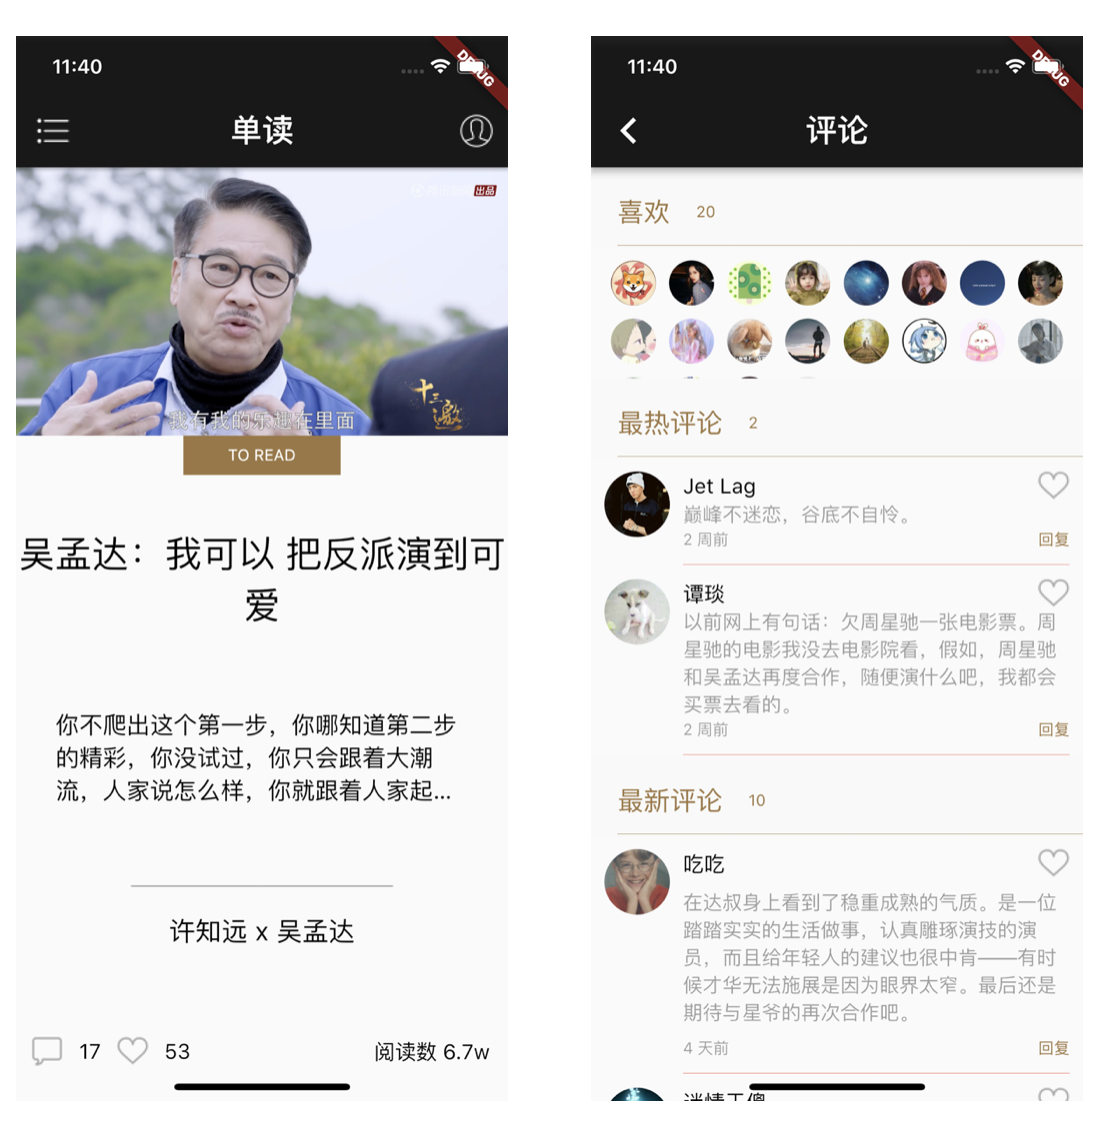 11:40
DEBUG
单读
出品
十三邀
我有我的乐趣在里面
TO READ
吴孟达：我可以 把反派演到可
爱
你不爬出这个第一步，你哪知道第二步
的精彩，你没试过，你只会跟着大潮
流，人家说怎么样，你就跟着人家起...
许知远 x 吴孟达
17
53
阅读数 6.7w
11:40
DEBUG
评论
喜欢 20
最热评论 2
Jet Lag
巅峰不迷恋，谷底不自怜。
2 周前
回复
谭琰
以前网上有句话：欠周星驰一张电影票。周
星驰的电影我没去电影院看，假如，周星驰
和吴孟达再度合作，随便演什么吧，我都会
买票去看的。
2 周前
回复
最新评论 10
吃吃
在达叔身上看到了稳重成熟的气质。是一位
踏踏实实的生活做事，认真雕琢演技的演
员，而且给年轻人的建议也很中肯——有时
候才华无法施展是因为眼界太窄。最后还是
期待与星爷的再次合作吧。
4 天前
回复